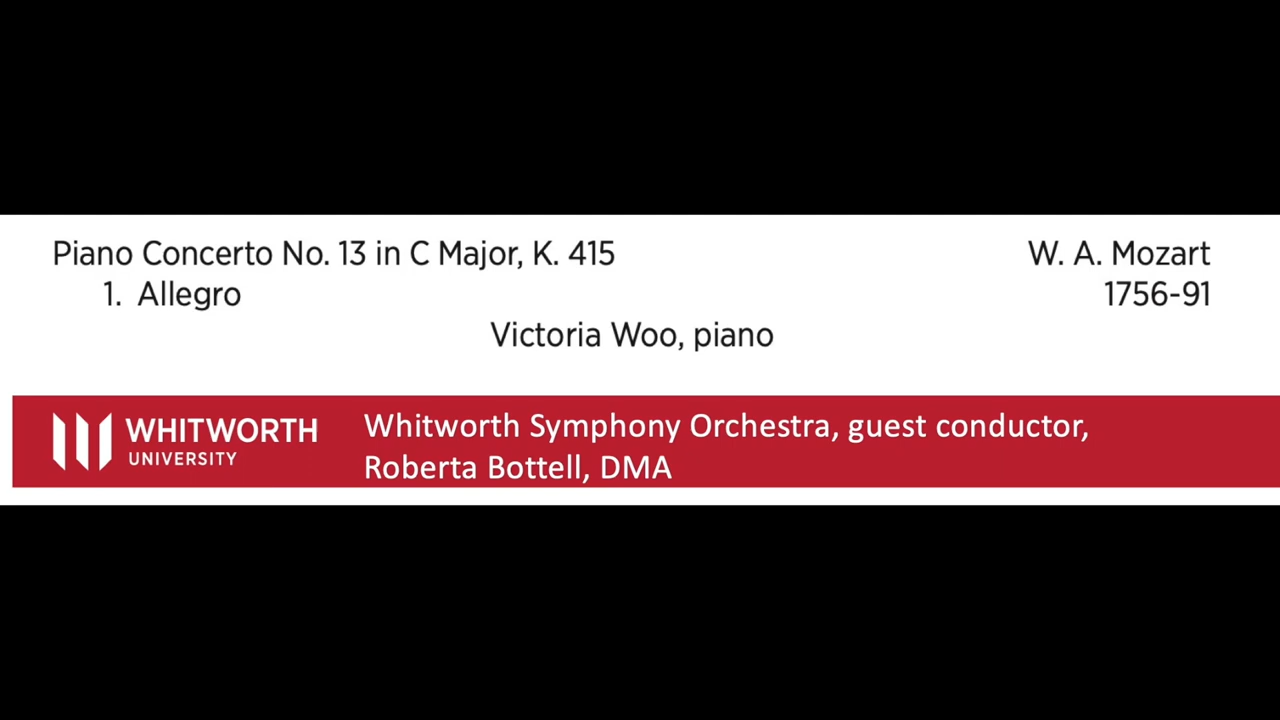 Piano Concerto No. 13 in C Major, K. 415 W. A. Mozart
1. Allegro 1756-91
Victoria Woo, piano
WHITWORTH
UNIVERSITY
Whitworth Symphony Orchestra, guest conductor,
Roberta Bottell, DMA